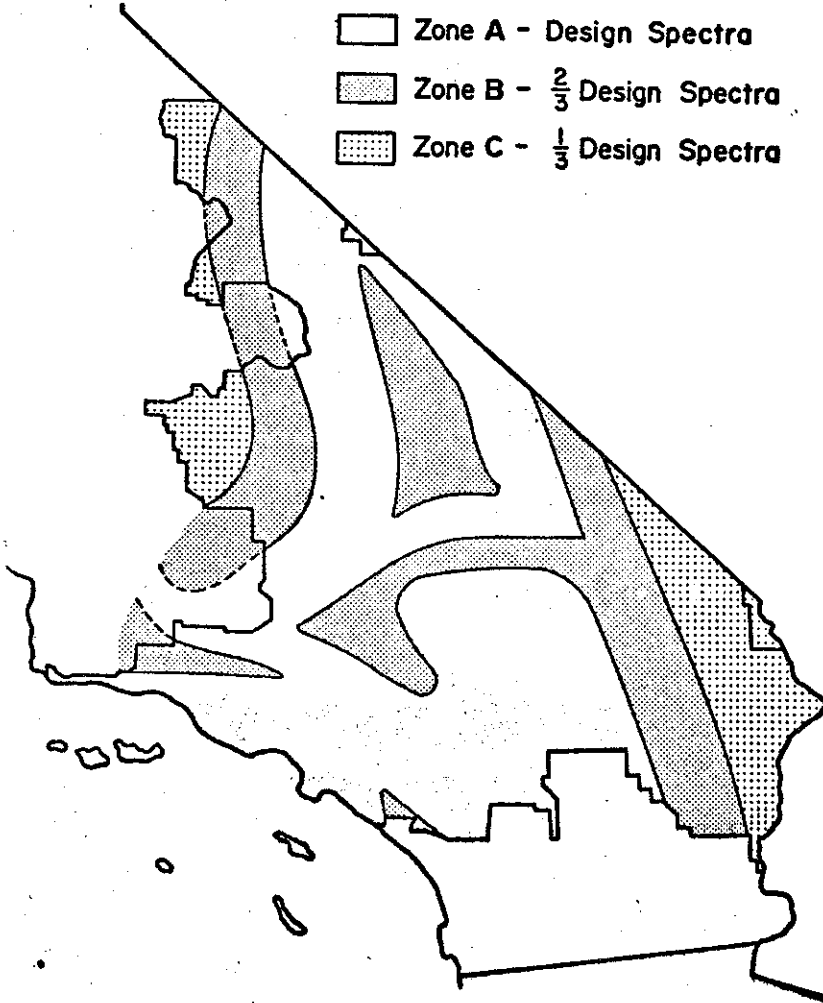 Zone A - Design Spectra
Zone B - 2/3 Design Spectra
Zone C - 1/3 Design Spectra